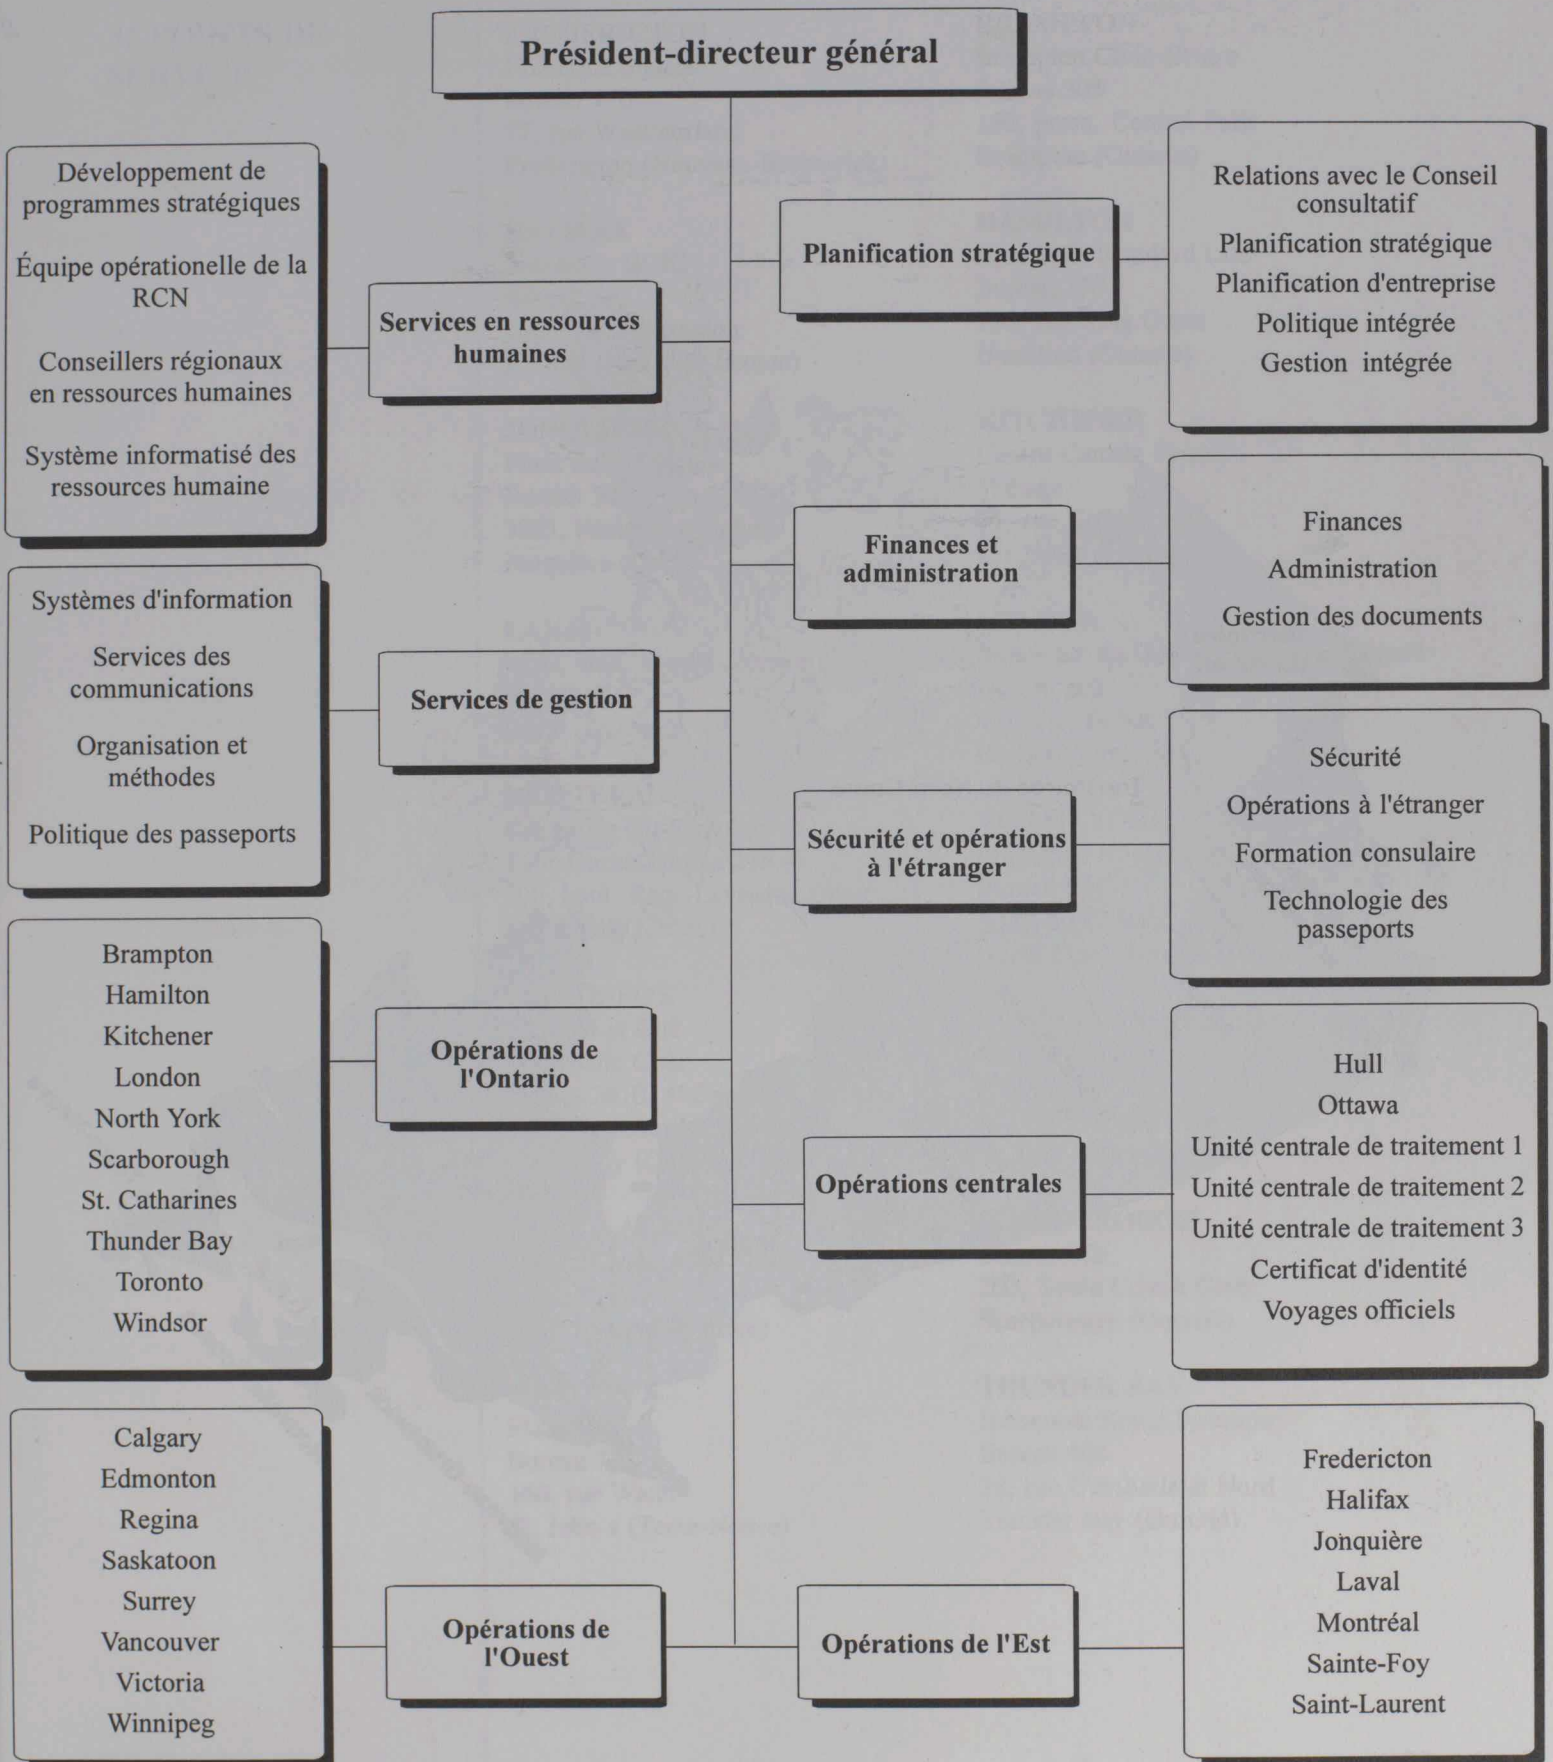 Président-directeur général
Développement de
programmes stratégiques
Équipe opérationelle de la
RCN
Conseillers régionaux
en ressources humaines
Système informatisé des
ressources humaine
Services en ressources
humaines
Planification stratégique
Relations avec le Conseil
consultatif
Planification stratégique
Planification d'entreprise
Politique intégrée
Gestion intégrée
Finances et
administration
Finances
Administration
Gestion des documents
Systèmes d'information
Services des
communications
Organisation et
méthodes
Politique des passeports
Services de gestion
Sécurité et opérations
à l'étranger
Sécurité
Opérations à l'étranger
Formation consulaire
Technologie des
passeports
Brampton
Hamilton
Kitchener
London
North York
Scarborough
St. Catharines
Thunder Bay
Toronto
Windsor
Opérations de
l'Ontario
Opérations centrales
Hull
Ottawa
Unité centrale de traitement 1
Unité centrale de traitement 2
Unité centrale de traitement 3
Certificat d'identité
Voyages officiels
Calgary
Edmonton
Regina
Saskatoon
Surrey
Vancouver
Victoria
Winnipeg
Opérations de
l'Ouest
Opérations de l'Est
Fredericton
Halifax
Jonquière
Laval
Montréal
Sainte-Foy
Saint-Laurent